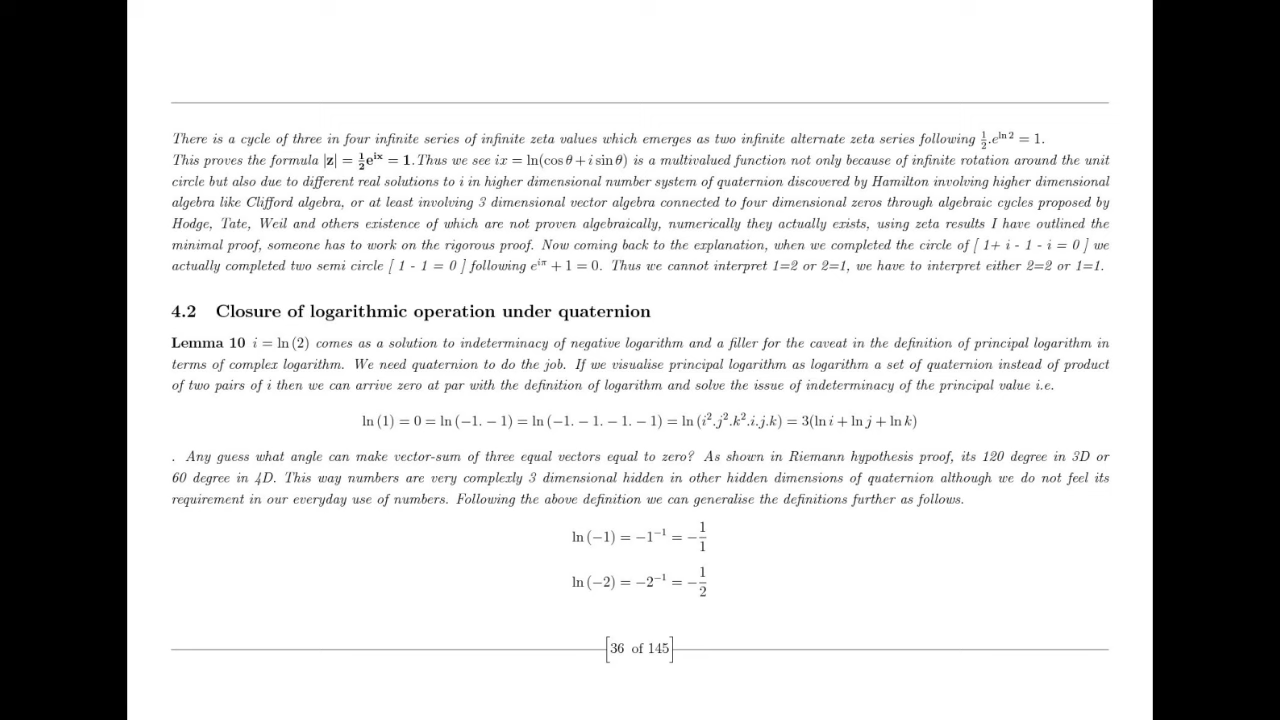 There is a cycle of three in four infinite series of infinite zeta values which emerges as two infinite alternate zeta series following ½.e^{ln 2} = 1.
This proves the formula |z| = ½e^{ix} = 1.Thus we see ix = ln(cos θ + i sin θ) is a multivalued function not only because of infinite rotation around the unit
circle but also due to different real solutions to i in higher dimensional number system of quaternion discovered by Hamilton involving higher dimensional
algebra like Clifford algebra, or at least involving 3 dimensional vector algebra connected to four dimensional zeros through algebraic cycles proposed by
Hodge, Tate, Weil and others existence of which are not proven algebraically, numerically they actually exists, using zeta results I have outlined the
minimal proof, someone has to work on the rigorous proof. Now coming back to the explanation, when we completed the circle of [ 1+ i - 1 - i = 0 ] we
actually completed two semi circle [ 1 - 1 = 0 ] following e^{iπ} + 1 = 0. Thus we cannot interpret 1=2 or 2=1, we have to interpret either 2=2 or 1=1.
4.2 Closure of logarithmic operation under quaternion
Lemma 10 i = ln (2) comes as a solution to indeterminacy of negative logarithm and a filler for the caveat in the definition of principal logarithm in
terms of complex logarithm. We need quaternion to do the job. If we visualise principal logarithm as logarithm a set of quaternion instead of product
of two pairs of i then we can arrive zero at par with the definition of logarithm and solve the issue of indeterminacy of the principal value i.e.
ln (1) = 0 = ln (−1. − 1) = ln (−1. − 1. − 1. − 1) = ln (i².j².k².i.j.k) = 3(ln i + ln j + ln k)
. Any guess what angle can make vector-sum of three equal vectors equal to zero? As shown in Riemann hypothesis proof, its 120 degree in 3D or
60 degree in 4D. This way numbers are very complexly 3 dimensional hidden in other hidden dimensions of quaternion although we do not feel its
requirement in our everyday use of numbers. Following the above definition we can generalise the definitions further as follows.
ln (−1) = −1⁻¹ = −1/1
ln (−2) = −2⁻¹ = −1/2
[36 of 145]